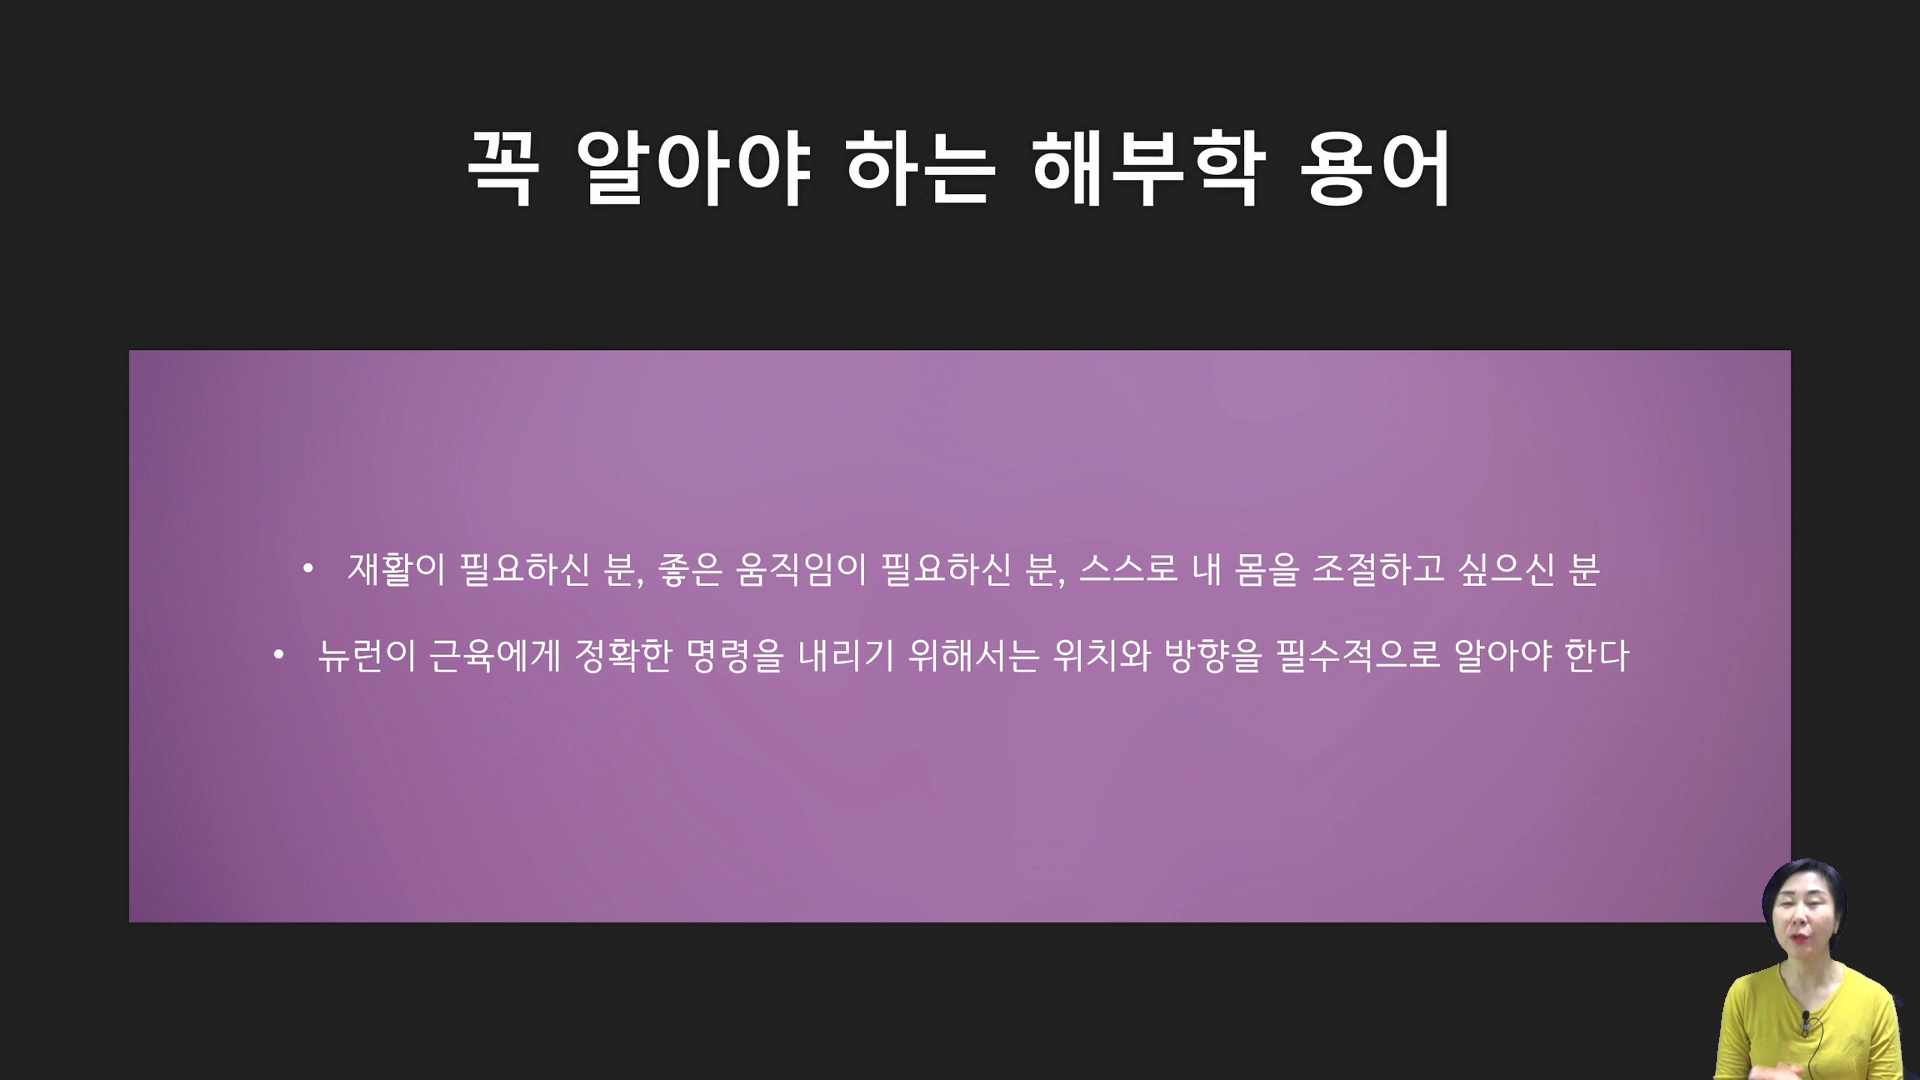 꼭 알아야 하는 해부학 용어
• 재활이 필요하신 분, 좋은 움직임이 필요하신 분, 스스로 내 몸을 조절하고 싶으신 분
• 뉴런이 근육에게 정확한 명령을 내리기 위해서는 위치와 방향을 필수적으로 알아야 한다